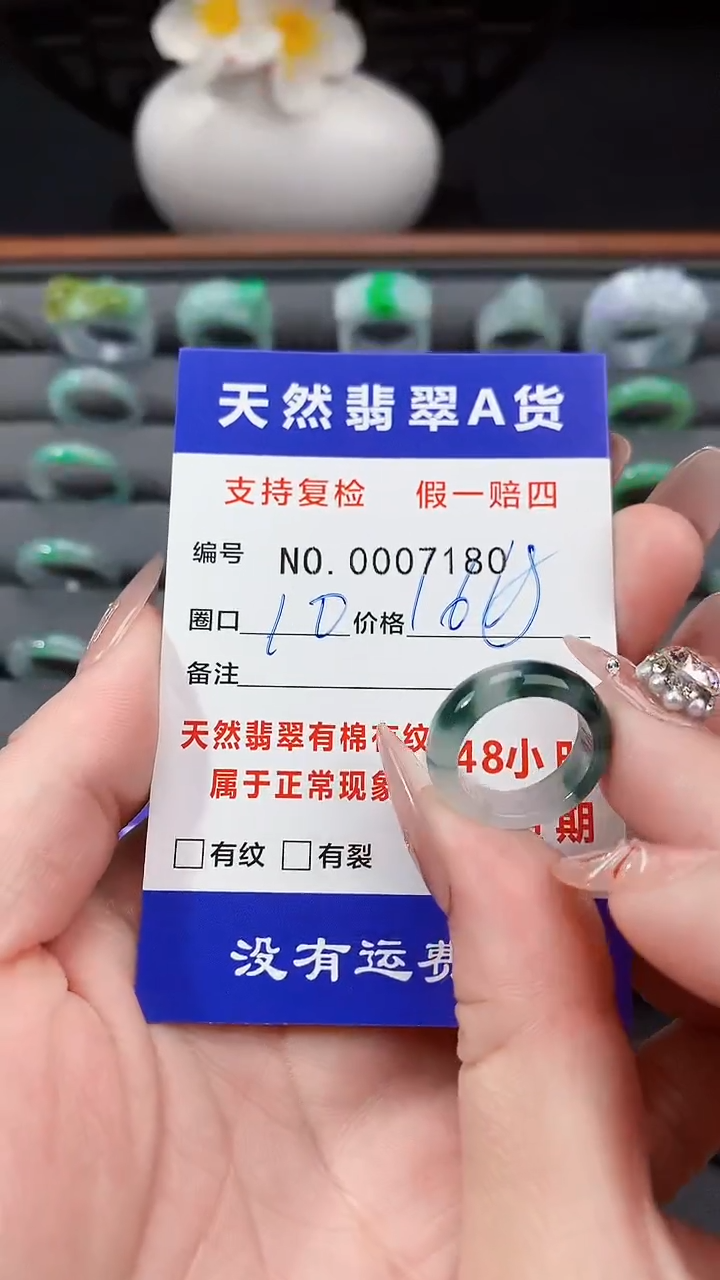 天然翡翠A货
支持复检 假一赔四
编号 NO. 0007180
圈口 10 价格 168
备注
天然翡翠有棉有纹
属于正常现象
48小时
期
有纹 有裂
没有运费